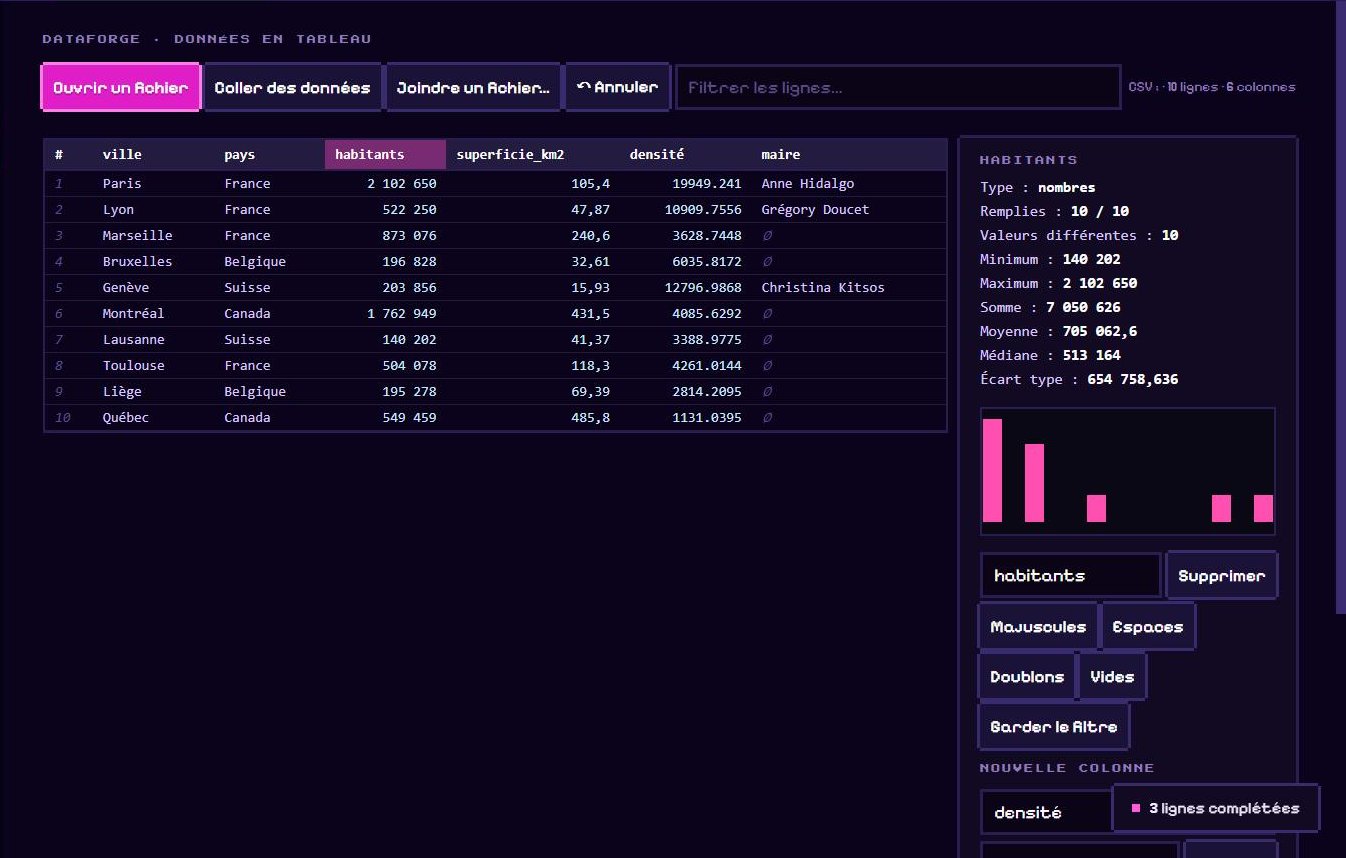 DATAFORGE · DONNÉES EN TABLEAU
Ouvrir un fichier Coller des données Joindre un fichier… ↶ Annuler Filtrer les lignes… CSV ; · 10 lignes · 6 colonnes
# ville pays habitants superficie_km2 densité maire
1 Paris France 2 102 650 105,4 19949.241 Anne Hidalgo
2 Lyon France 522 250 47,87 10909.7556 Grégory Doucet
3 Marseille France 873 076 240,6 3628.7448 ∅
4 Bruxelles Belgique 196 828 32,61 6035.8172 ∅
5 Genève Suisse 203 856 15,93 12796.9868 Christina Kitsos
6 Montréal Canada 1 762 949 431,5 4085.6292 ∅
7 Lausanne Suisse 140 202 41,37 3388.9775 ∅
8 Toulouse France 504 078 118,3 4261.0144 ∅
9 Liège Belgique 195 278 69,39 2814.2095 ∅
10 Québec Canada 549 459 485,8 1131.0395 ∅
HABITANTS
Type : nombres
Remplies : 10 / 10
Valeurs différentes : 10
Minimum : 140 202
Maximum : 2 102 650
Somme : 7 050 626
Moyenne : 705 062,6
Médiane : 513 164
Écart type : 654 758,636
habitants Supprimer
Majuscules Espaces
Doublons Vides
Garder le filtre
NOUVELLE COLONNE
densité
3 lignes complétées